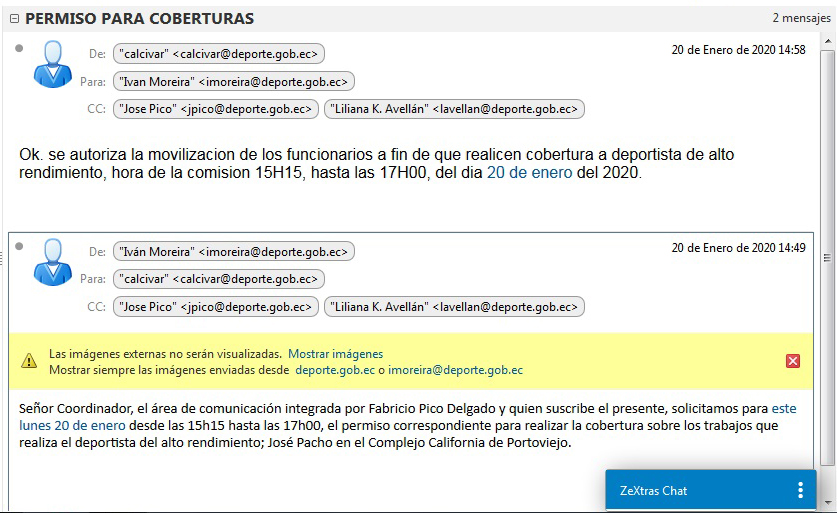 PERMISO PARA COBERTURAS
2 mensajes
De: "calcivar" <calcivar@deporte.gob.ec>
20 de Enero de 2020 14:58
Para: "Ivan Moreira" <imoreira@deporte.gob.ec>
CC: "Jose Pico" <jpico@deporte.gob.ec> "Liliana K. Avellán" <lavellan@deporte.gob.ec>
Ok. se autoriza la movilizacion de los funcionarios a fin de que realicen cobertura a deportista de alto
rendimiento, hora de la comision 15H15, hasta las 17H00, del dia 20 de enero del 2020.
De: "Iván Moreira" <imoreira@deporte.gob.ec>
20 de Enero de 2020 14:49
Para: "calcivar" <calcivar@deporte.gob.ec>
CC: "Jose Pico" <jpico@deporte.gob.ec> "Liliana K. Avellán" <lavellan@deporte.gob.ec>
Las imágenes externas no serán visualizadas. Mostrar imágenes
Mostrar siempre las imágenes enviadas desde deporte.gob.ec o imoreira@deporte.gob.ec
Señor Coordinador, el área de comunicación integrada por Fabricio Pico Delgado y quien suscribe el presente, solicitamos para este
lunes 20 de enero desde las 15h15 hasta las 17h00, el permiso correspondiente para realizar la cobertura sobre los trabajos que
realiza el deportista del alto rendimiento; José Pacho en el Complejo California de Portoviejo.
ZeXtras Chat